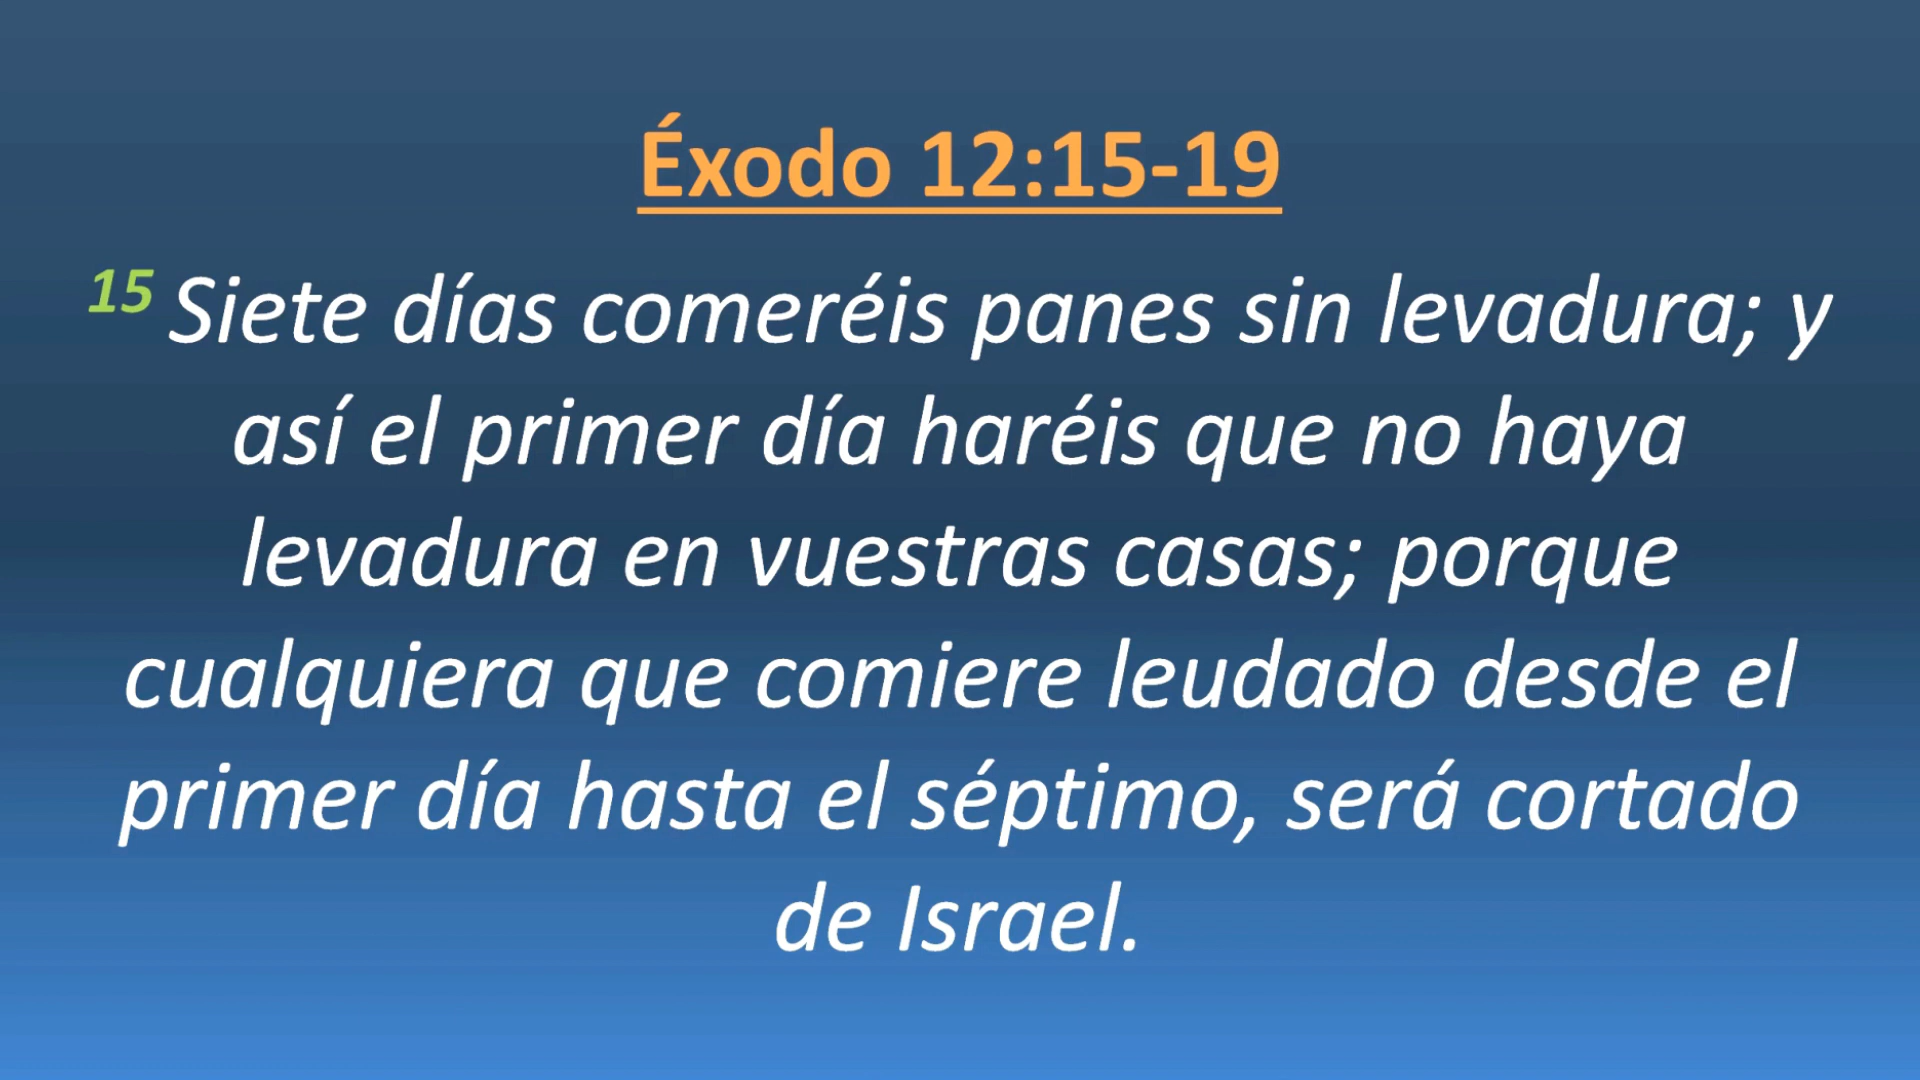 Éxodo 12:15-19
15 Siete días comeréis panes sin levadura; y
así el primer día haréis que no haya
levadura en vuestras casas; porque
cualquiera que comiere leudado desde el
primer día hasta el séptimo, será cortado
de Israel.